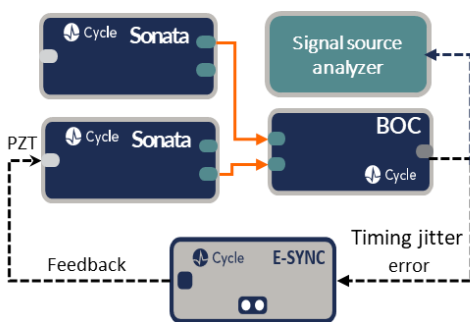 Cycle Sonata
Signal source
analyzer
BOC
Cycle
PZT
Cycle Sonata
Timing jitter
error
Feedback
Cycle E-SYNC